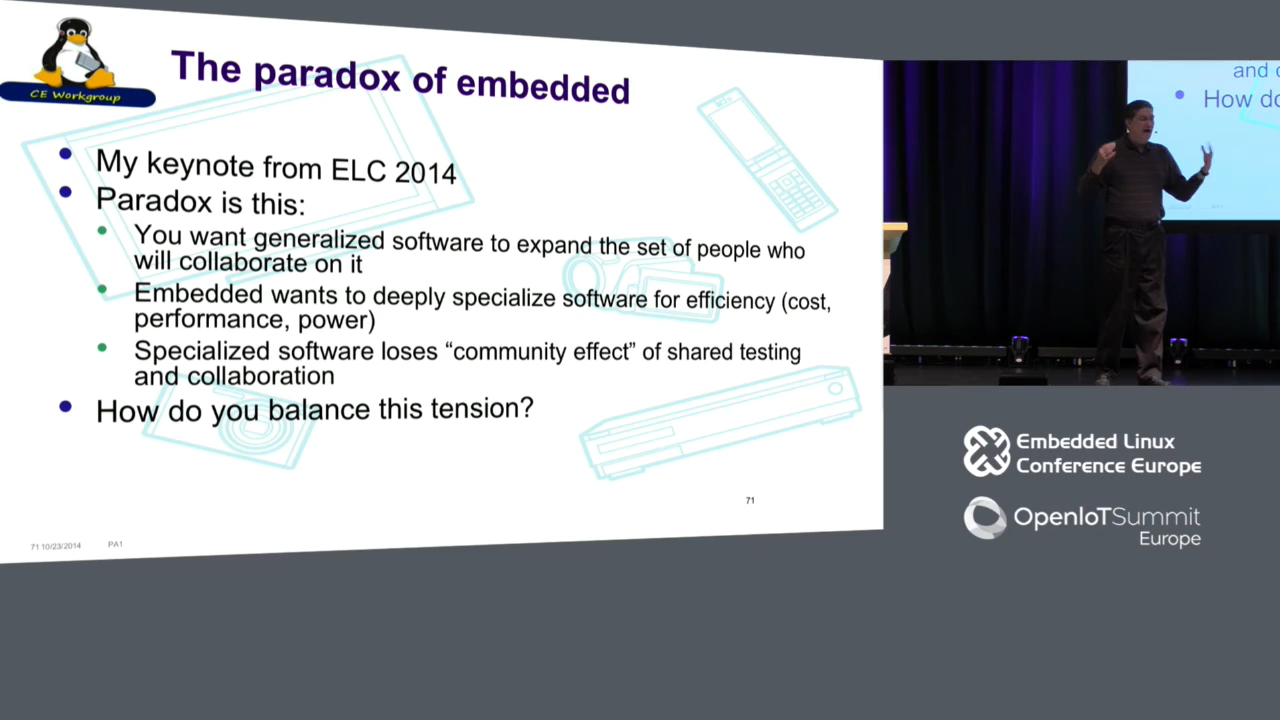 CE Workgroup
The paradox of embedded
My keynote from ELC 2014
Paradox is this:
You want generalized software to expand the set of people who
will collaborate on it
Embedded wants to deeply specialize software for efficiency (cost,
performance, power)
Specialized software loses “community effect” of shared testing
and collaboration
How do you balance this tension?
71
71 10/23/2014 PA1
and
How do
Embedded Linux
Conference Europe
OpenIoTSummit
Europe